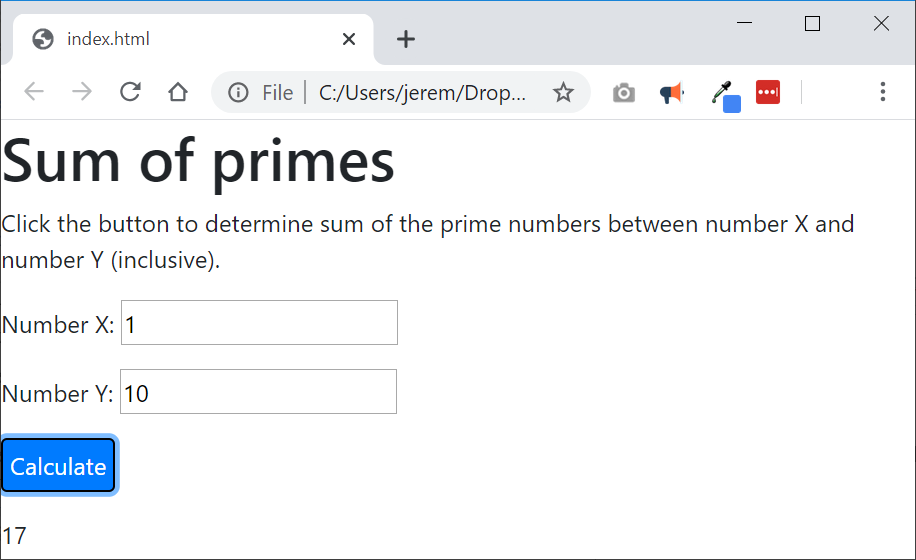 index.html
File C:/Users/jerem/Drop...
Sum of primes
Click the button to determine sum of the prime numbers between number X and
number Y (inclusive).
Number X: 1
Number Y: 10
Calculate
17